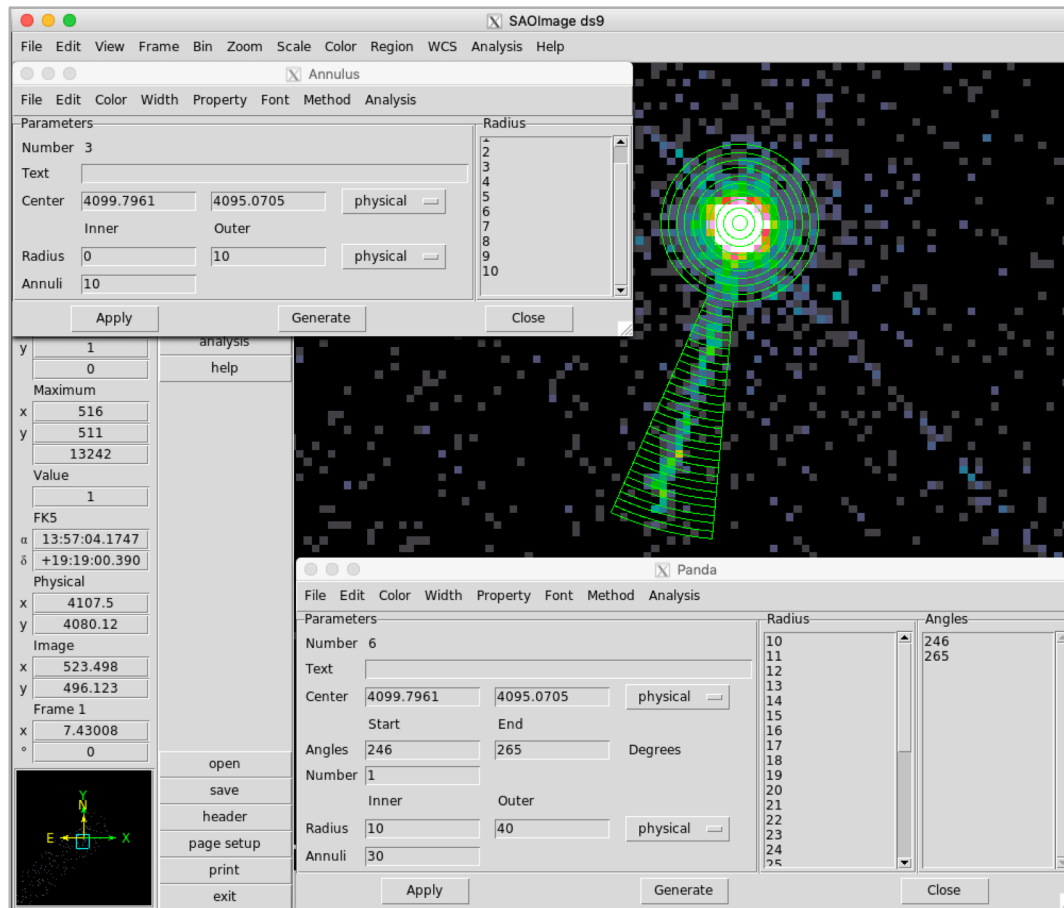 SAOImage ds9
File Edit View Frame Bin Zoom Scale Color Region WCS Analysis Help
Annulus
File Edit Color Width Property Font Method Analysis
Parameters
Number 3
Text
Center 4099.7961 4095.0705 physical
Inner Outer
Radius 0 10 physical
Annuli 10
Radius
1
2
3
4
5
6
7
8
9
10
Apply Generate Close
analysis
help
y 1
0
Maximum
x 516
y 511
13242
Value
1
FK5
α 13:57:04.1747
δ +19:19:00.390
Physical
x 4107.5
y 4080.12
Image
x 523.498
y 496.123
Frame 1
x 7.43008
° 0
Y
N
E X
open
save
header
page setup
print
exit
Panda
File Edit Color Width Property Font Method Analysis
Parameters
Number 6
Text
Center 4099.7961 4095.0705 physical
Start End
Angles 246 265 Degrees
Number 1
Inner Outer
Radius 10 40 physical
Annuli 30
Radius
10
11
12
13
14
15
16
17
18
19
20
21
22
23
24
25
Angles
246
265
Apply Generate Close